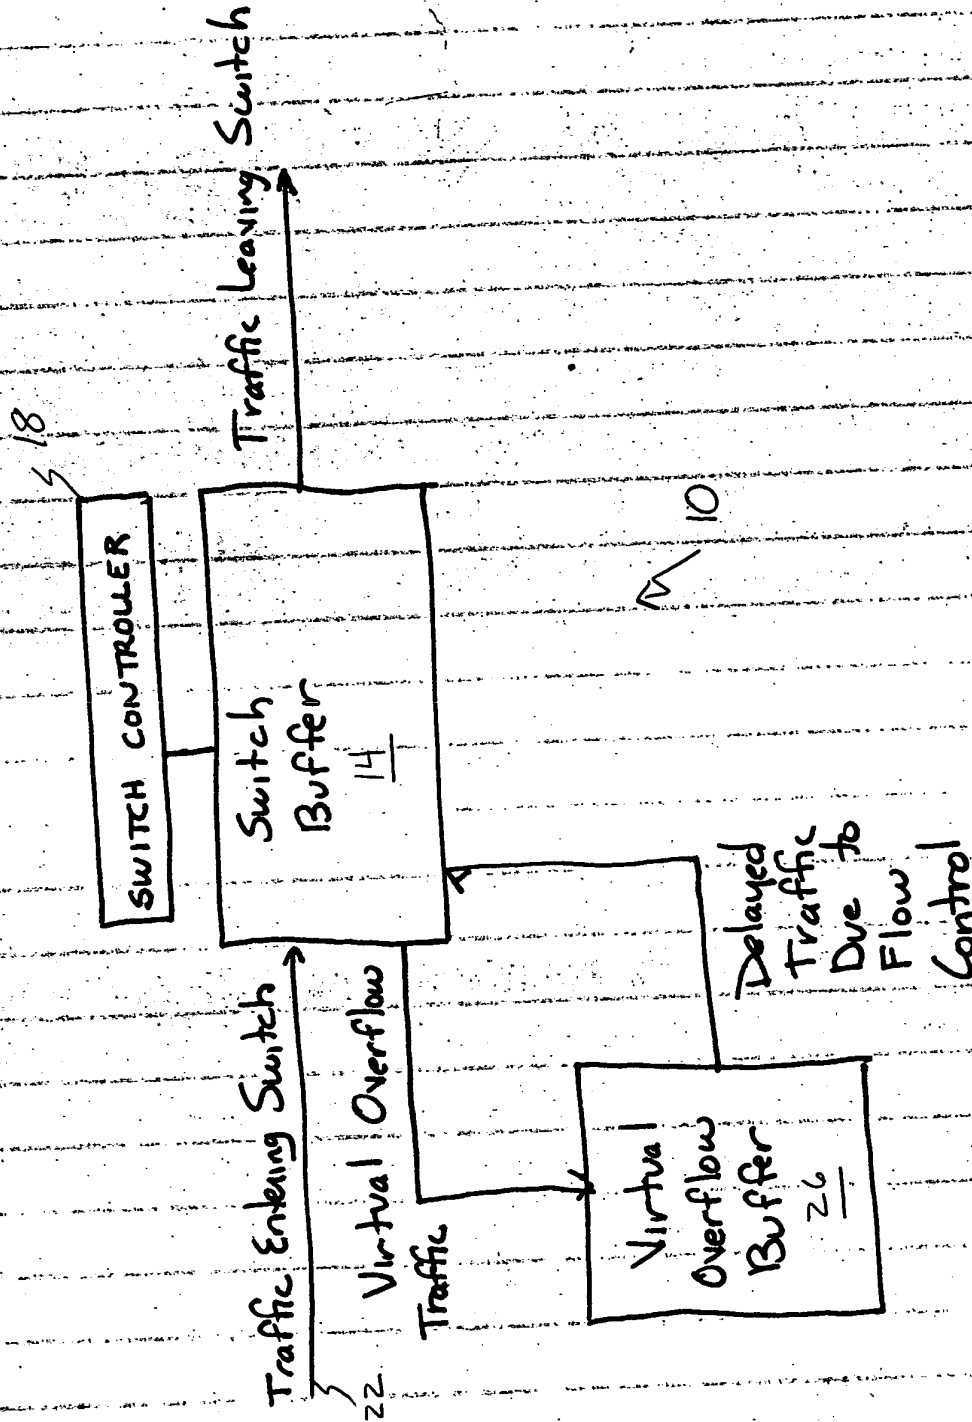 18
SWITCH CONTROLLER
Traffic Entering Switch
22
Switch
Buffer
14
Traffic Leaving Switch
Virtual Overflow
Traffic
10
Virtual
Overflow
Buffer
26
Delayed
Traffic
Due to
Flow
Control